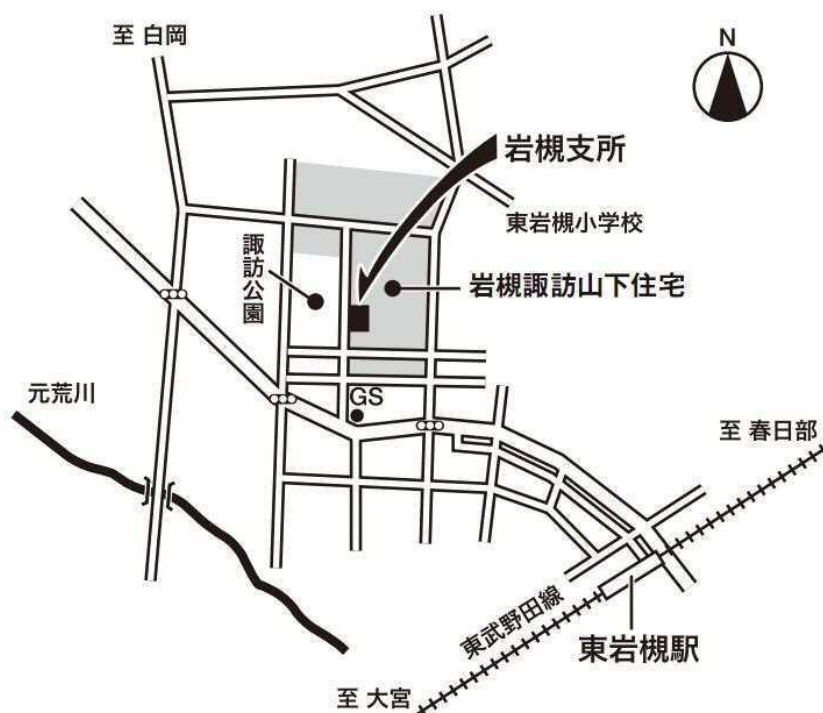 至 白岡
N
岩槻支所
東岩槻小学校
諏訪公園
岩槻諏訪山下住宅
元荒川
GS
至 春日部
東武野田線
東岩槻駅
至 大宮